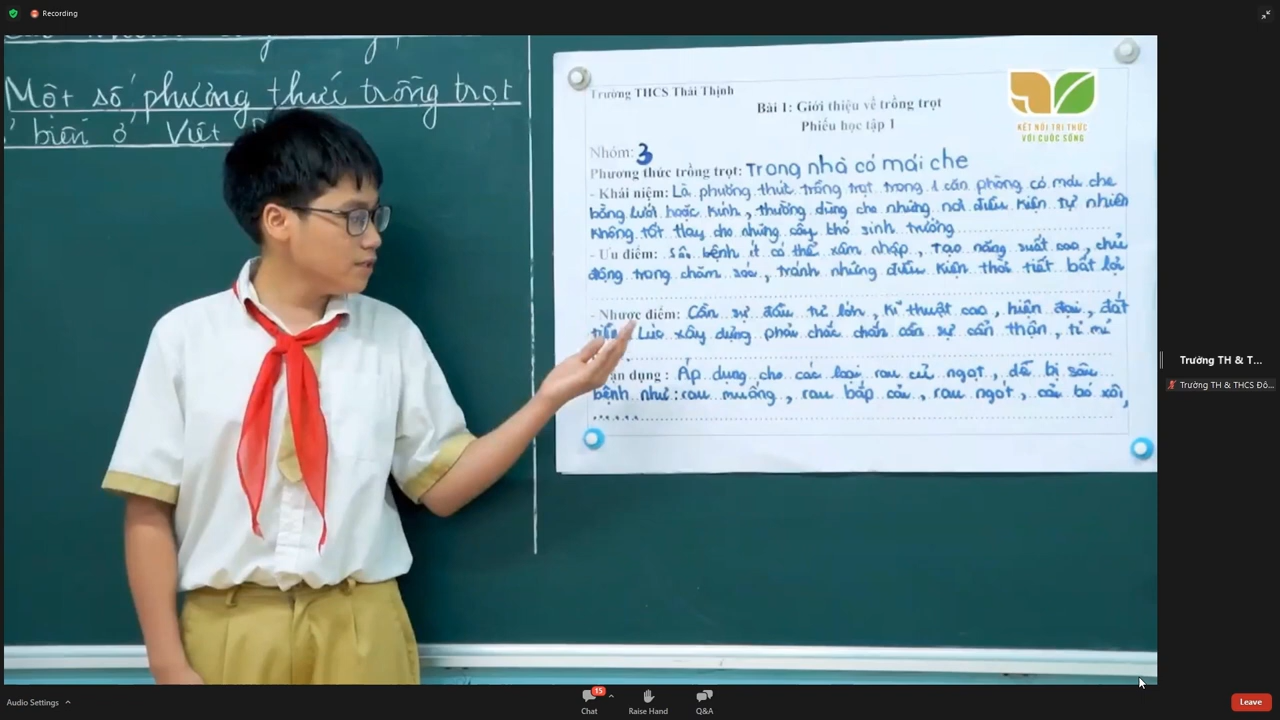 Recording
Một số phương thức trồng trọt
biến ở Việt
Trường THCS Thái Thịnh
Bài 1: Giới thiệu về trồng trọt
Phiếu học tập 1
KẾT NỐI TRI THỨC
VỚI CUỘC SỐNG
Nhóm: 3
Phương thức trồng trọt: Trong nhà có mái che
- Khái niệm: Là phương thức trồng trọt trong 1 căn phòng có mái che
bằng lưới hoặc kính, thường dùng cho những nơi điều kiện tự nhiên
không tốt hay cho những cây khó sinh trưởng
- Ưu điểm: Sâu bệnh ít có thể xâm nhập, tạo năng suất cao, chủ
động trong chăm sóc, tránh những điều kiện thời tiết bất lợi
- Nhược điểm: Cần sự đầu tư lớn, kĩ thuật cao, hiện đại, đắt
tiền Lúc xây dựng phải chắc chắn cần sự cẩn thận, tỉ mỉ
ận dụng : Áp dụng cho các loại rau củ ngọt, dễ bị sâu
bệnh như: rau muống, rau bắp cải, rau ngót, cải bó xôi,
.......
Trường TH & T...
Trường TH & THCS Đô...
Audio Settings
15
Chat
Raise Hand
Q&A
Leave